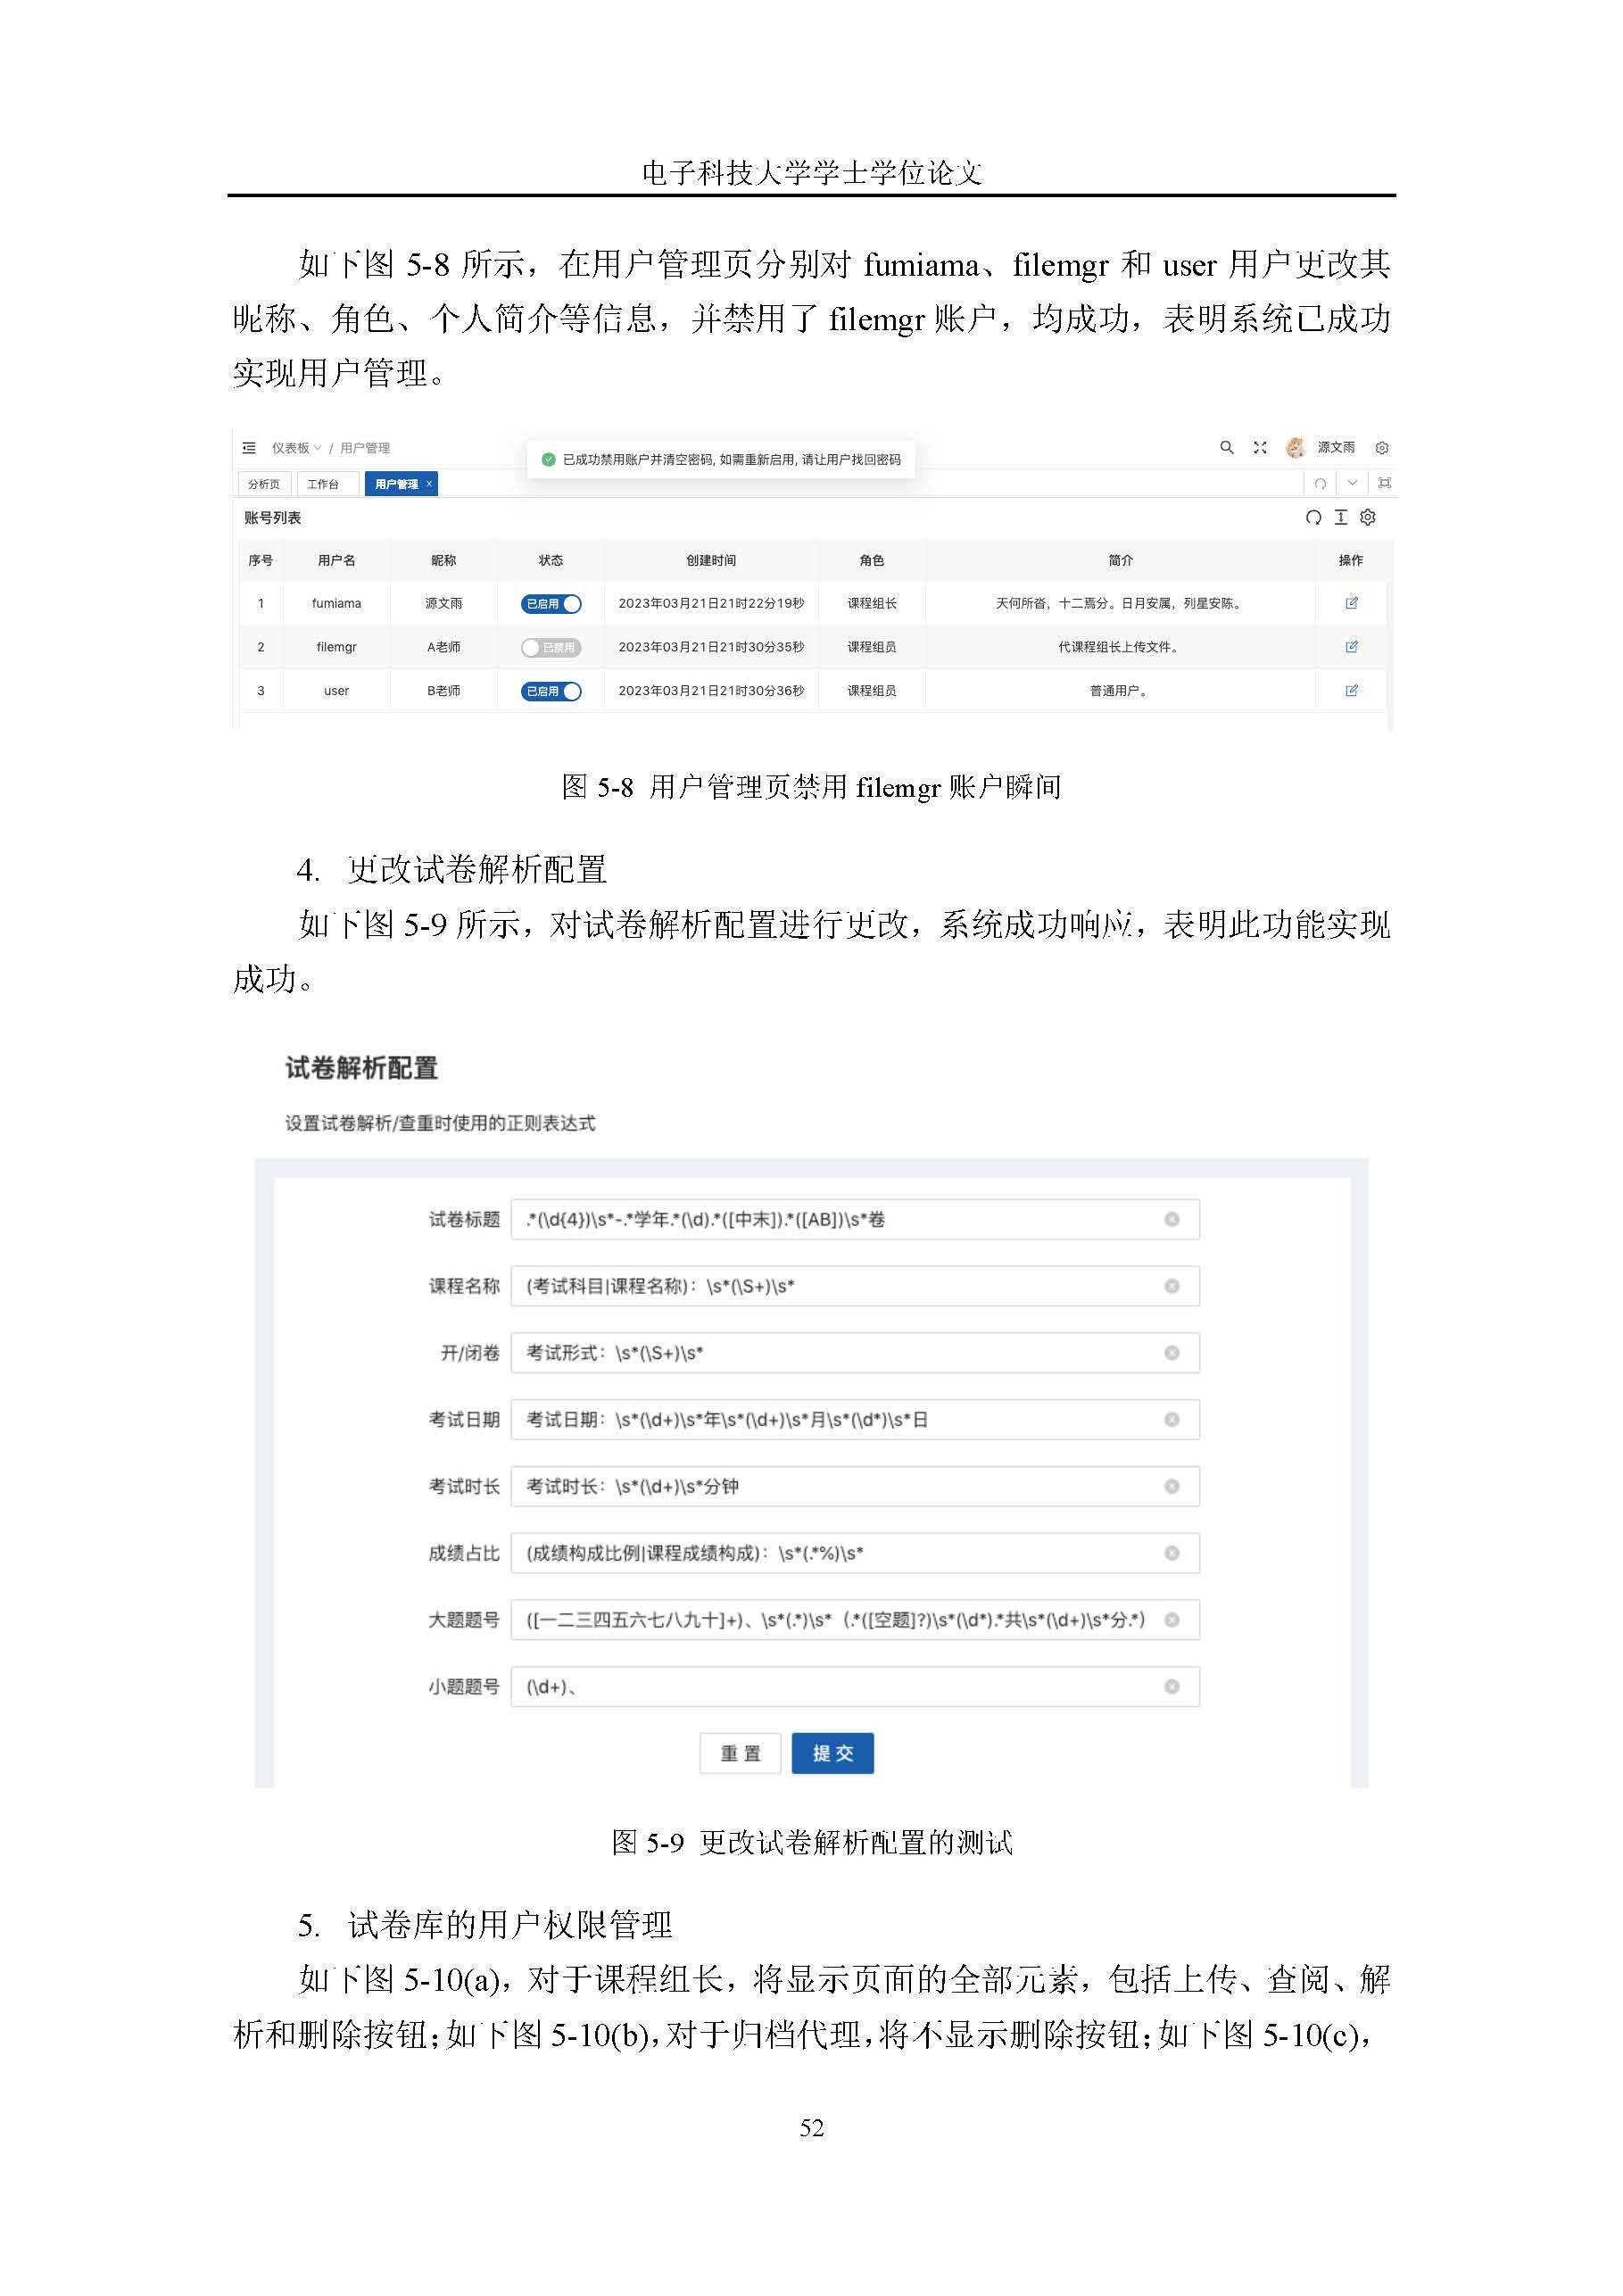 电子科技大学学士学位论文
如下图 5-8 所示，在用户管理页分别对 fumiama、filemgr 和 user 用户更改其
昵称、角色、个人简介等信息，并禁用了 filemgr 账户，均成功，表明系统已成功
实现用户管理。
仪表板 / 用户管理
已成功禁用账户并清空密码, 如需重新启用, 请让用户找回密码
源文雨
分析页 工作台 用户管理 ×
账号列表
序号 用户名 昵称 状态 创建时间 角色 简介 操作
1 fumiama 源文雨 已启用 2023年03月21日21时22分19秒 课程组长 天何所沓，十二焉分。日月安属，列星安陈。
2 filemgr A老师 已禁用 2023年03月21日21时30分35秒 课程组员 代课程组长上传文件。
3 user B老师 已启用 2023年03月21日21时30分36秒 课程组员 普通用户。
图 5-8 用户管理页禁用 filemgr 账户瞬间
4. 更改试卷解析配置
如下图 5-9 所示，对试卷解析配置进行更改，系统成功响应，表明此功能实现
成功。
试卷解析配置
设置试卷解析/查重时使用的正则表达式
试卷标题 .*(\d{4})\s*-.*学年.*(\d).*([中末]).*([AB])\s*卷
课程名称 (考试科目|课程名称)：\s*(\S+)\s*
开/闭卷 考试形式：\s*(\S+)\s*
考试日期 考试日期：\s*(\d+)\s*年\s*(\d+)\s*月\s*(\d*)\s*日
考试时长 考试时长：\s*(\d+)\s*分钟
成绩占比 (成绩构成比例|课程成绩构成)：\s*(.*%)\s*
大题题号 ([一二三四五六七八九十]+)、\s*(.*)\s*（.*([空题]?)\s*(\d*).*共\s*(\d+)\s*分.*）
小题题号 (\d+)、
重 置 提 交
图 5-9 更改试卷解析配置的测试
5. 试卷库的用户权限管理
如下图 5-10(a)，对于课程组长，将显示页面的全部元素，包括上传、查阅、解
析和删除按钮；如下图 5-10(b)，对于归档代理，将不显示删除按钮；如下图 5-10(c)，
52